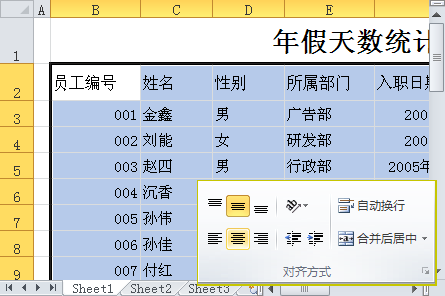 A B C D E
1 年假天数统计
2 员工编号 姓名 性别 所属部门 入职日期
3 001 金鑫 男 广告部 200
4 002 刘能 女 研发部 200
5 003 赵四 男 行政部 2005年
6 004 沉香
7 005 孙伟
8 006 孙佳
9 007 付红
自动换行
合并后居中
对齐方式
Sheet1 Sheet2 Sheet3